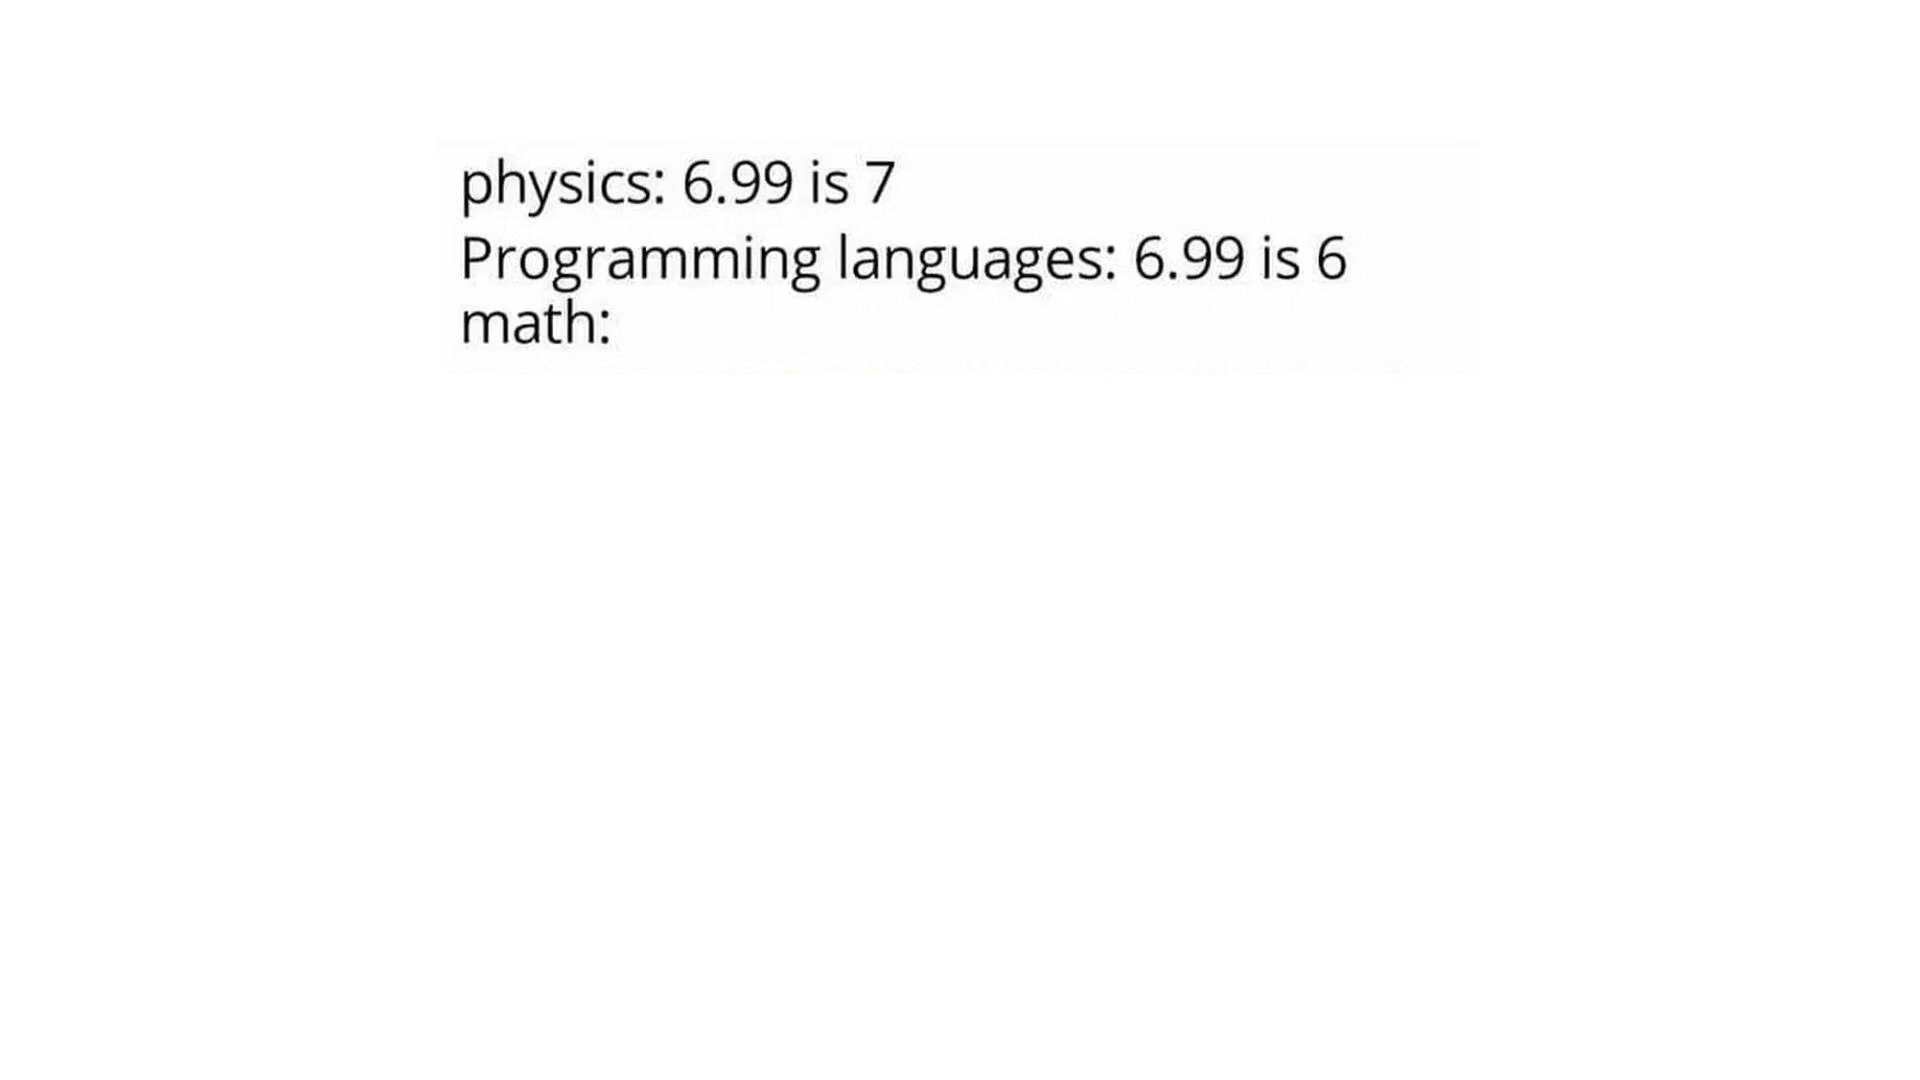 physics: 6.99 is 7
Programming languages: 6.99 is 6
math: